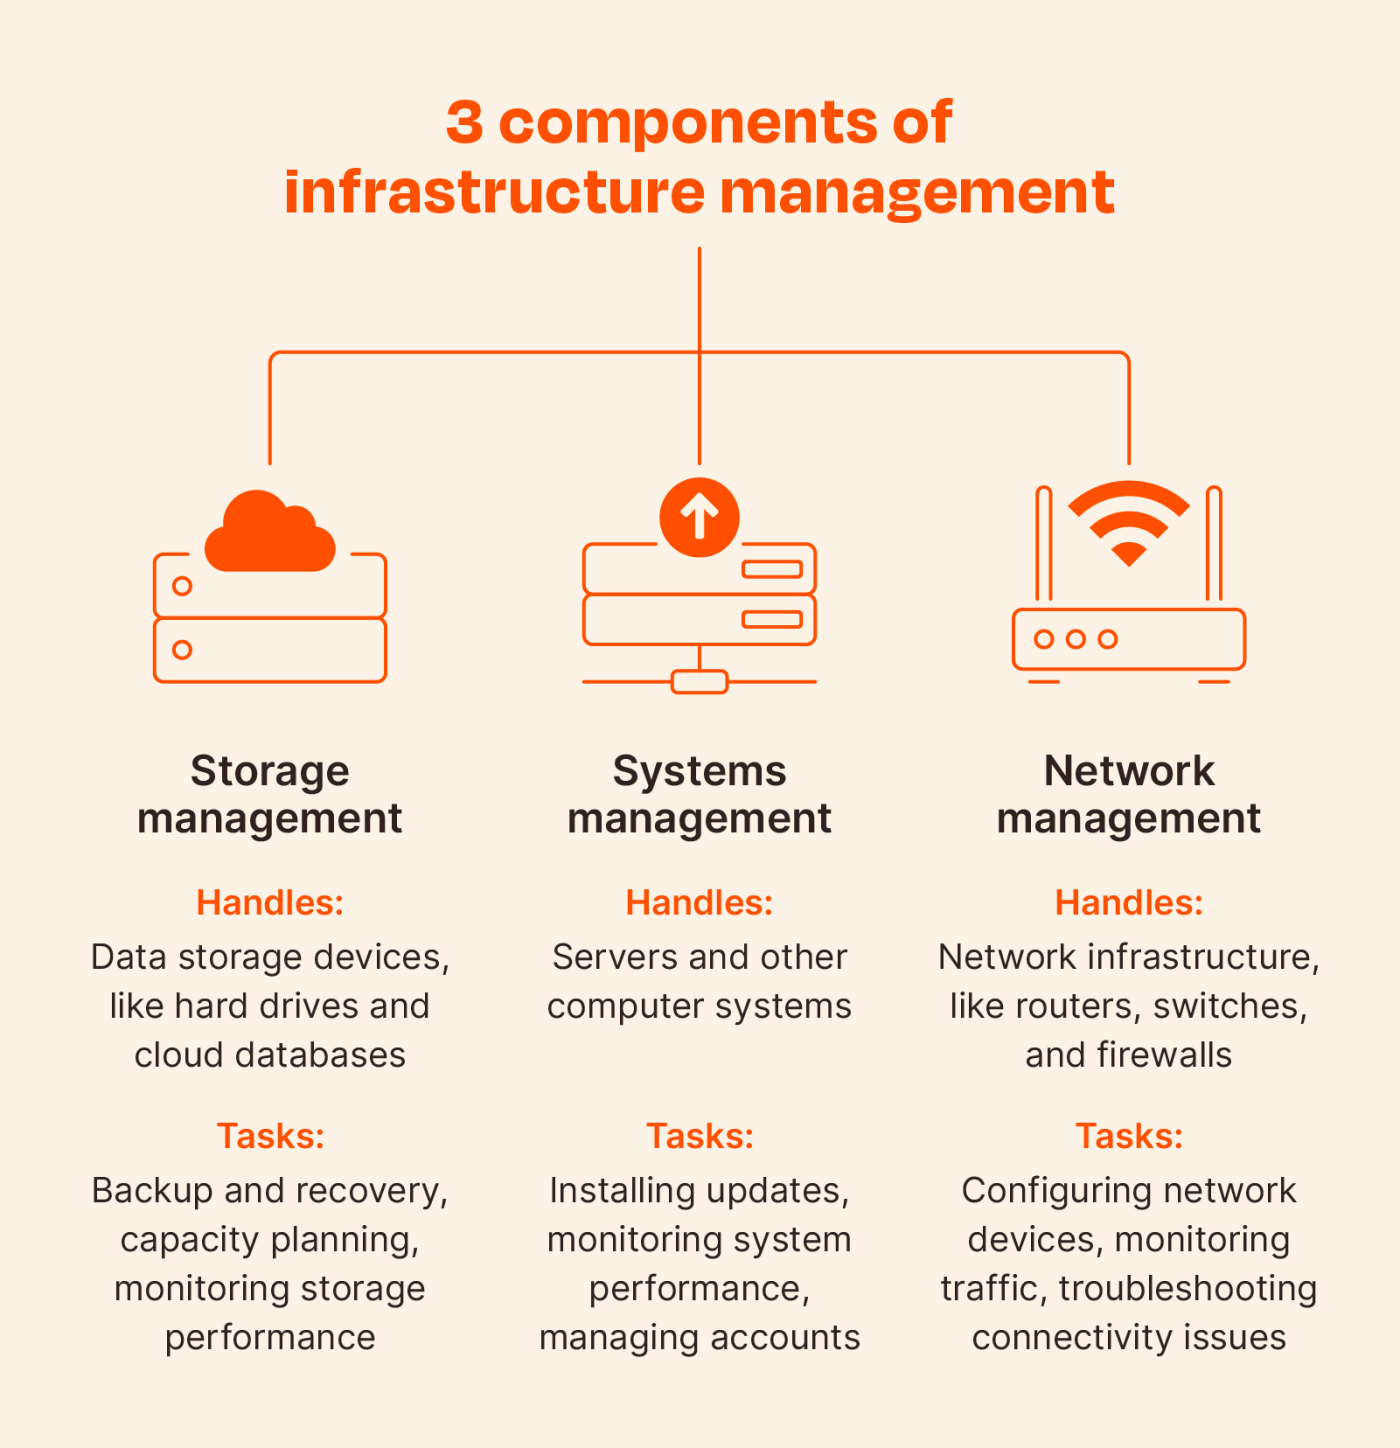 3 components of
infrastructure management
Storage
management
Handles:
Data storage devices,
like hard drives and
cloud databases
Tasks:
Backup and recovery,
capacity planning,
monitoring storage
performance
Systems
management
Handles:
Servers and other
computer systems
Tasks:
Installing updates,
monitoring system
performance,
managing accounts
Network
management
Handles:
Network infrastructure,
like routers, switches,
and firewalls
Tasks:
Configuring network
devices, monitoring
traffic, troubleshooting
connectivity issues